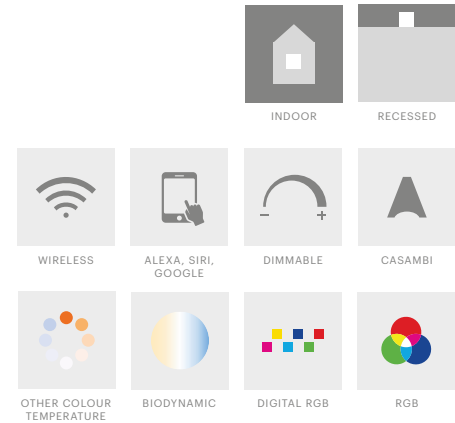 INDOOR RECESSED
WIRELESS ALEXA, SIRI, DIMMABLE CASAMBI
GOOGLE
OTHER COLOUR BIODYNAMIC DIGITAL RGB RGB
TEMPERATURE